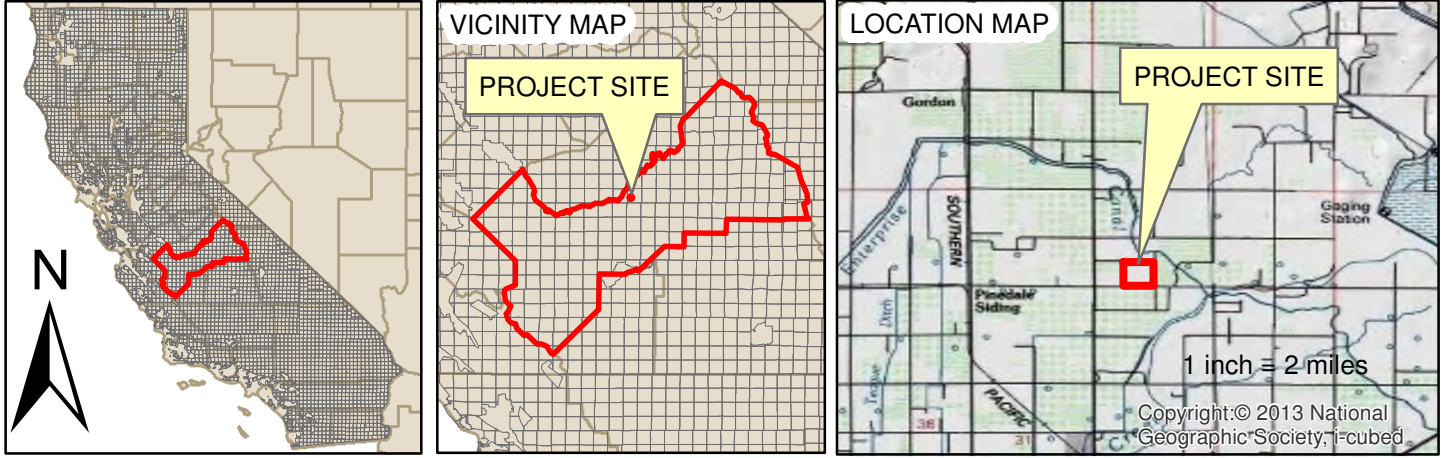 N
VICINITY MAP
PROJECT SITE
LOCATION MAP
PROJECT SITE
Gordon
Canal
Enterprise
SOUTHERN
Gaging
Station
Pinedale
Siding
Ditch
Teague
1 inch = 2 miles
PACIFIC
38
31
Copyright:© 2013 National
Geographic Society, i-cubed